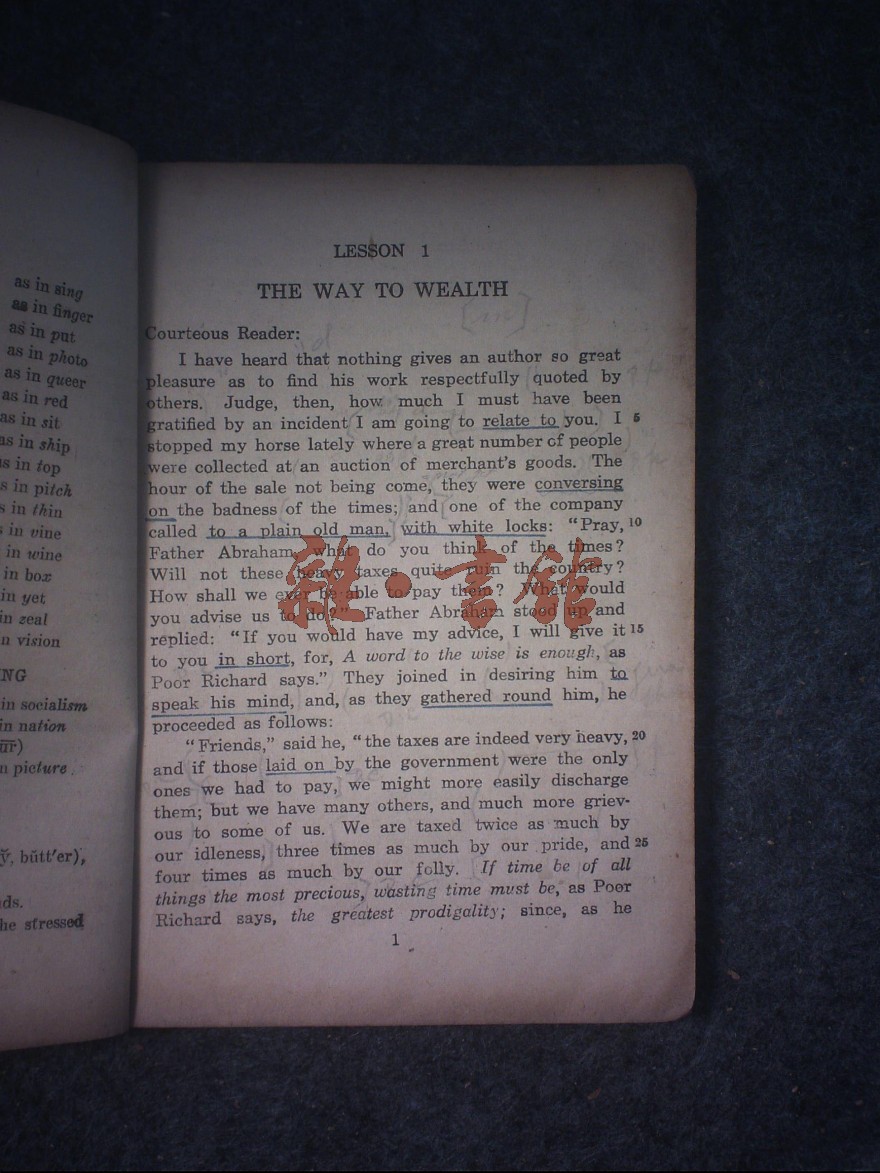 as in sing
as in finger
as in put
as in photo
as in queer
as in red
as in sit
as in ship
as in top
s in pitch
s in thin
in vine
in wine
in box
in yet
in zeal
n vision
NG
in socialism
in nation
n picture
bŭtt'er),
ds.
he stressed
LESSON 1
THE WAY TO WEALTH
Courteous Reader:
I have heard that nothing gives an author so great
pleasure as to find his work respectfully quoted by
others. Judge, then, how much I must have been
gratified by an incident I am going to relate to you. I 5
stopped my horse lately where a great number of people
were collected at an auction of merchant's goods. The
hour of the sale not being come, they were conversing
on the badness of the times; and one of the company
called to a plain old man, with white locks: "Pray, 10
Father Abraham, what do you think of the times?
Will not these heavy taxes quite ruin the country?
How shall we ever be able to pay them? What would
you advise us to do?" Father Abraham stood up and
replied: "If you would have my advice, I will give it 15
to you in short, for, A word to the wise is enough, as
Poor Richard says." They joined in desiring him to
speak his mind, and, as they gathered round him, he
proceeded as follows:
"Friends," said he, "the taxes are indeed very heavy, 20
and if those laid on by the government were the only
ones we had to pay, we might more easily discharge
them; but we have many others, and much more griev-
ous to some of us. We are taxed twice as much by
our idleness, three times as much by our pride, and 25
four times as much by our folly. If time be of all
things the most precious, wasting time must be, as Poor
Richard says, the greatest prodigality; since, as he
1
雜·書館